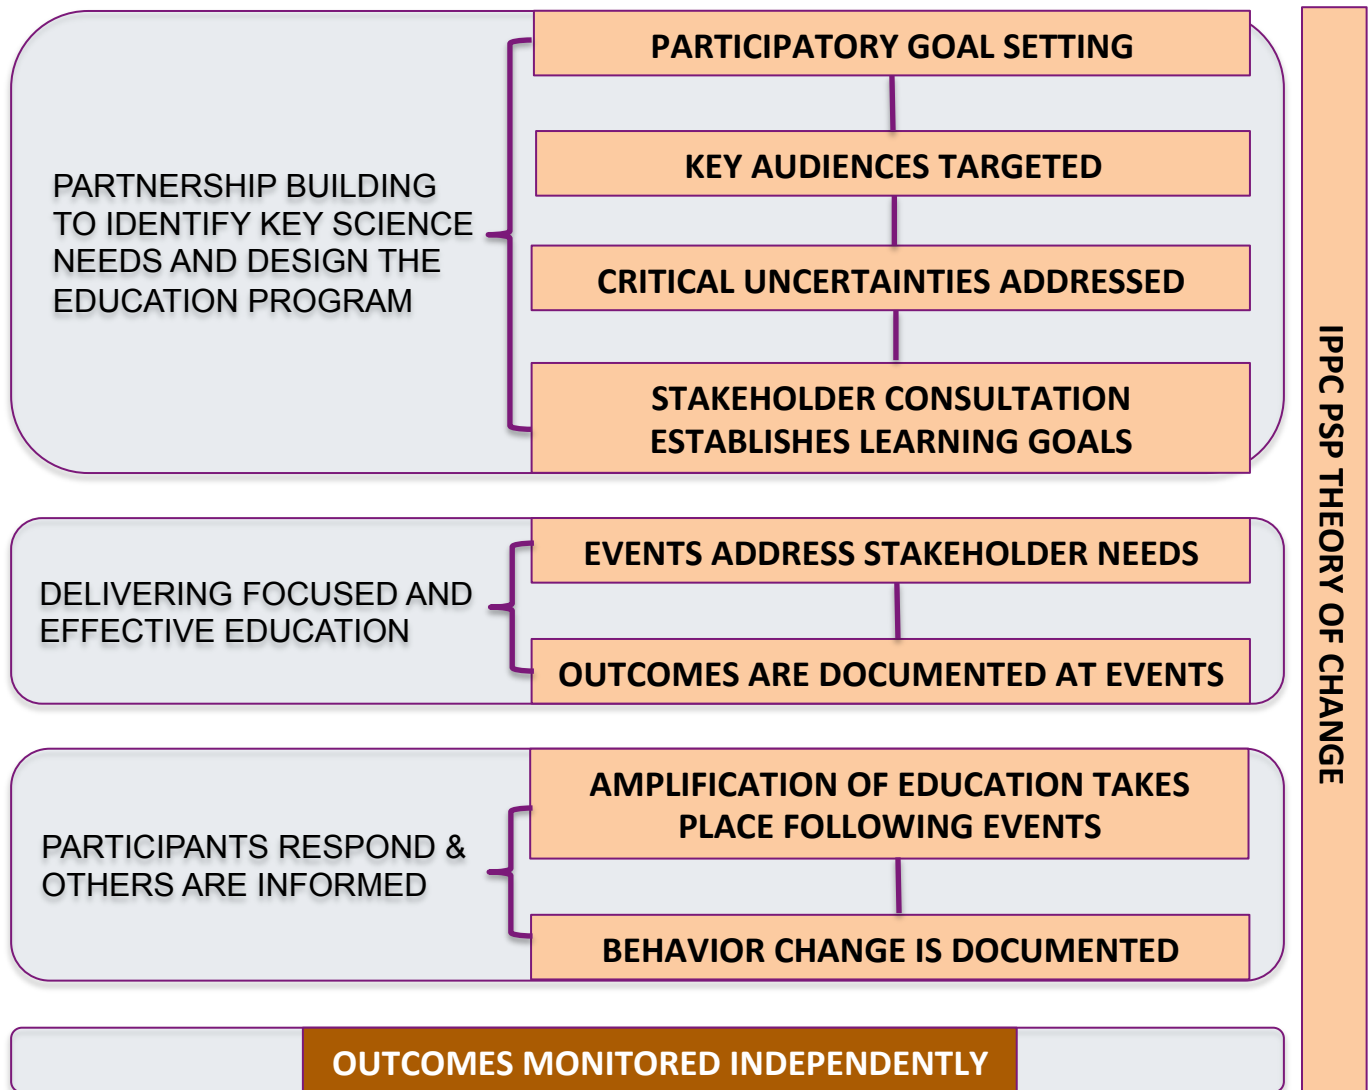 PARTICIPATORY GOAL SETTING
KEY AUDIENCES TARGETED
PARTNERSHIP BUILDING
TO IDENTIFY KEY SCIENCE
NEEDS AND DESIGN THE
EDUCATION PROGRAM
CRITICAL UNCERTAINTIES ADDRESSED
STAKEHOLDER CONSULTATION
ESTABLISHES LEARNING GOALS
EVENTS ADDRESS STAKEHOLDER NEEDS
DELIVERING FOCUSED AND
EFFECTIVE EDUCATION
OUTCOMES ARE DOCUMENTED AT EVENTS
AMPLIFICATION OF EDUCATION TAKES
PLACE FOLLOWING EVENTS
PARTICIPANTS RESPOND &
OTHERS ARE INFORMED
BEHAVIOR CHANGE IS DOCUMENTED
OUTCOMES MONITORED INDEPENDENTLY
IPPC PSP THEORY OF CHANGE